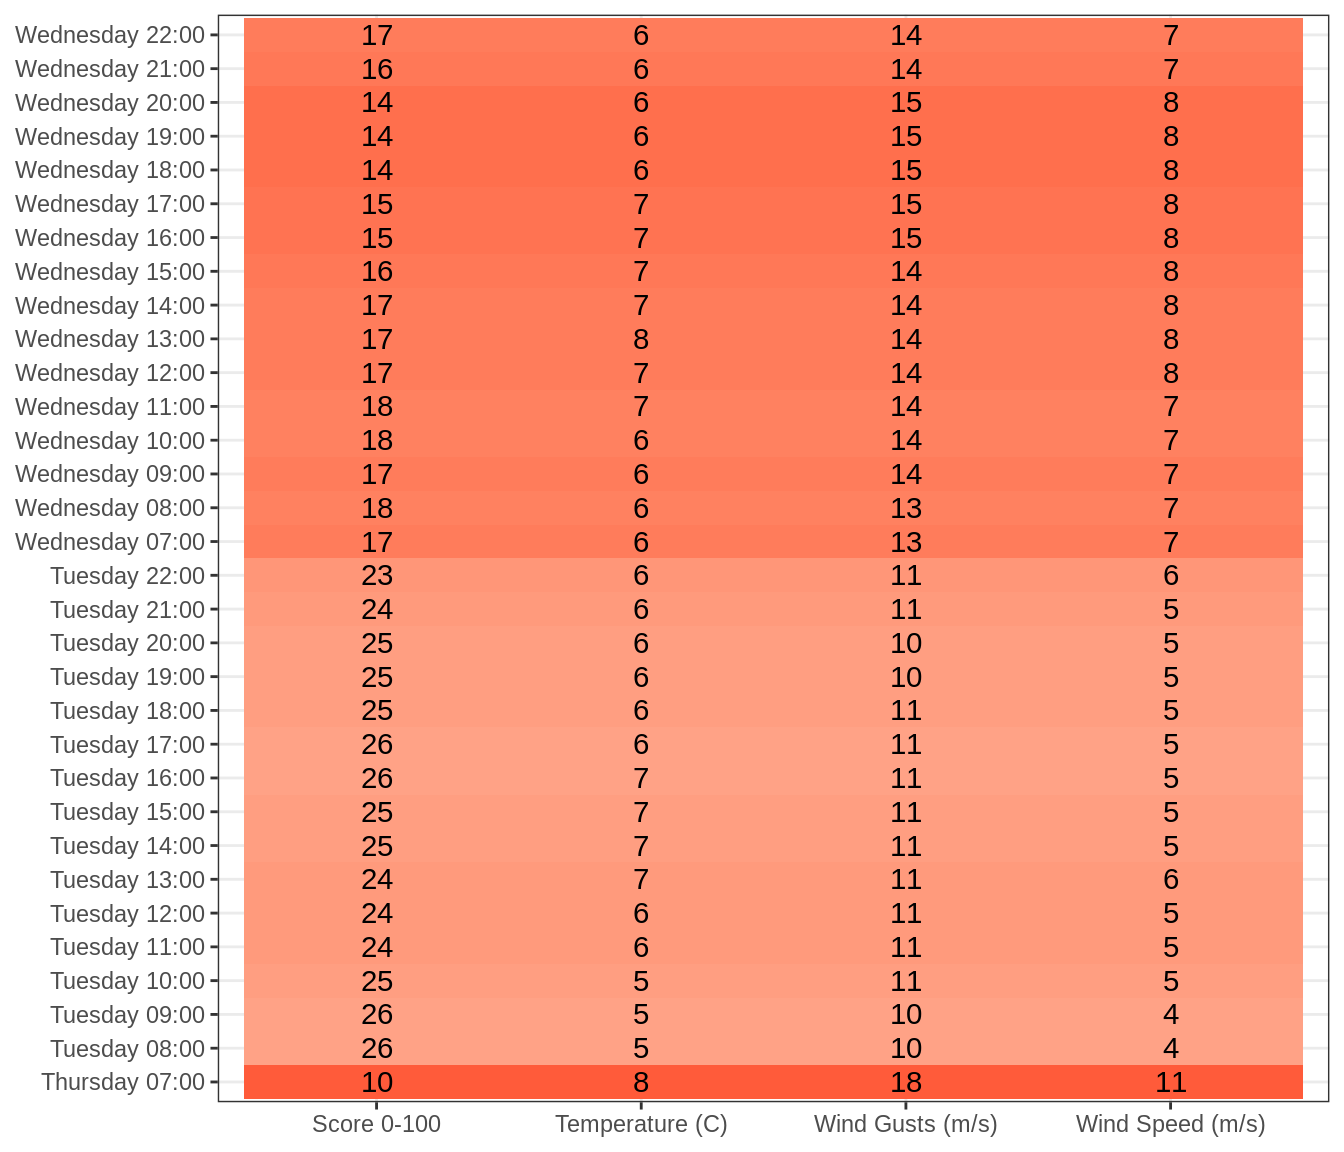 Wednesday 22:00 17 6 14 7
Wednesday 21:00 16 6 14 7
Wednesday 20:00 14 6 15 8
Wednesday 19:00 14 6 15 8
Wednesday 18:00 14 6 15 8
Wednesday 17:00 15 7 15 8
Wednesday 16:00 15 7 15 8
Wednesday 15:00 16 7 14 8
Wednesday 14:00 17 7 14 8
Wednesday 13:00 17 8 14 8
Wednesday 12:00 17 7 14 8
Wednesday 11:00 18 7 14 7
Wednesday 10:00 18 6 14 7
Wednesday 09:00 17 6 14 7
Wednesday 08:00 18 6 13 7
Wednesday 07:00 17 6 13 7
Tuesday 22:00 23 6 11 6
Tuesday 21:00 24 6 11 5
Tuesday 20:00 25 6 10 5
Tuesday 19:00 25 6 10 5
Tuesday 18:00 25 6 11 5
Tuesday 17:00 26 6 11 5
Tuesday 16:00 26 7 11 5
Tuesday 15:00 25 7 11 5
Tuesday 14:00 25 7 11 5
Tuesday 13:00 24 7 11 6
Tuesday 12:00 24 6 11 5
Tuesday 11:00 24 6 11 5
Tuesday 10:00 25 5 11 5
Tuesday 09:00 26 5 10 4
Tuesday 08:00 26 5 10 4
Thursday 07:00 10 8 18 11
Score 0-100 Temperature (C) Wind Gusts (m/s) Wind Speed (m/s)